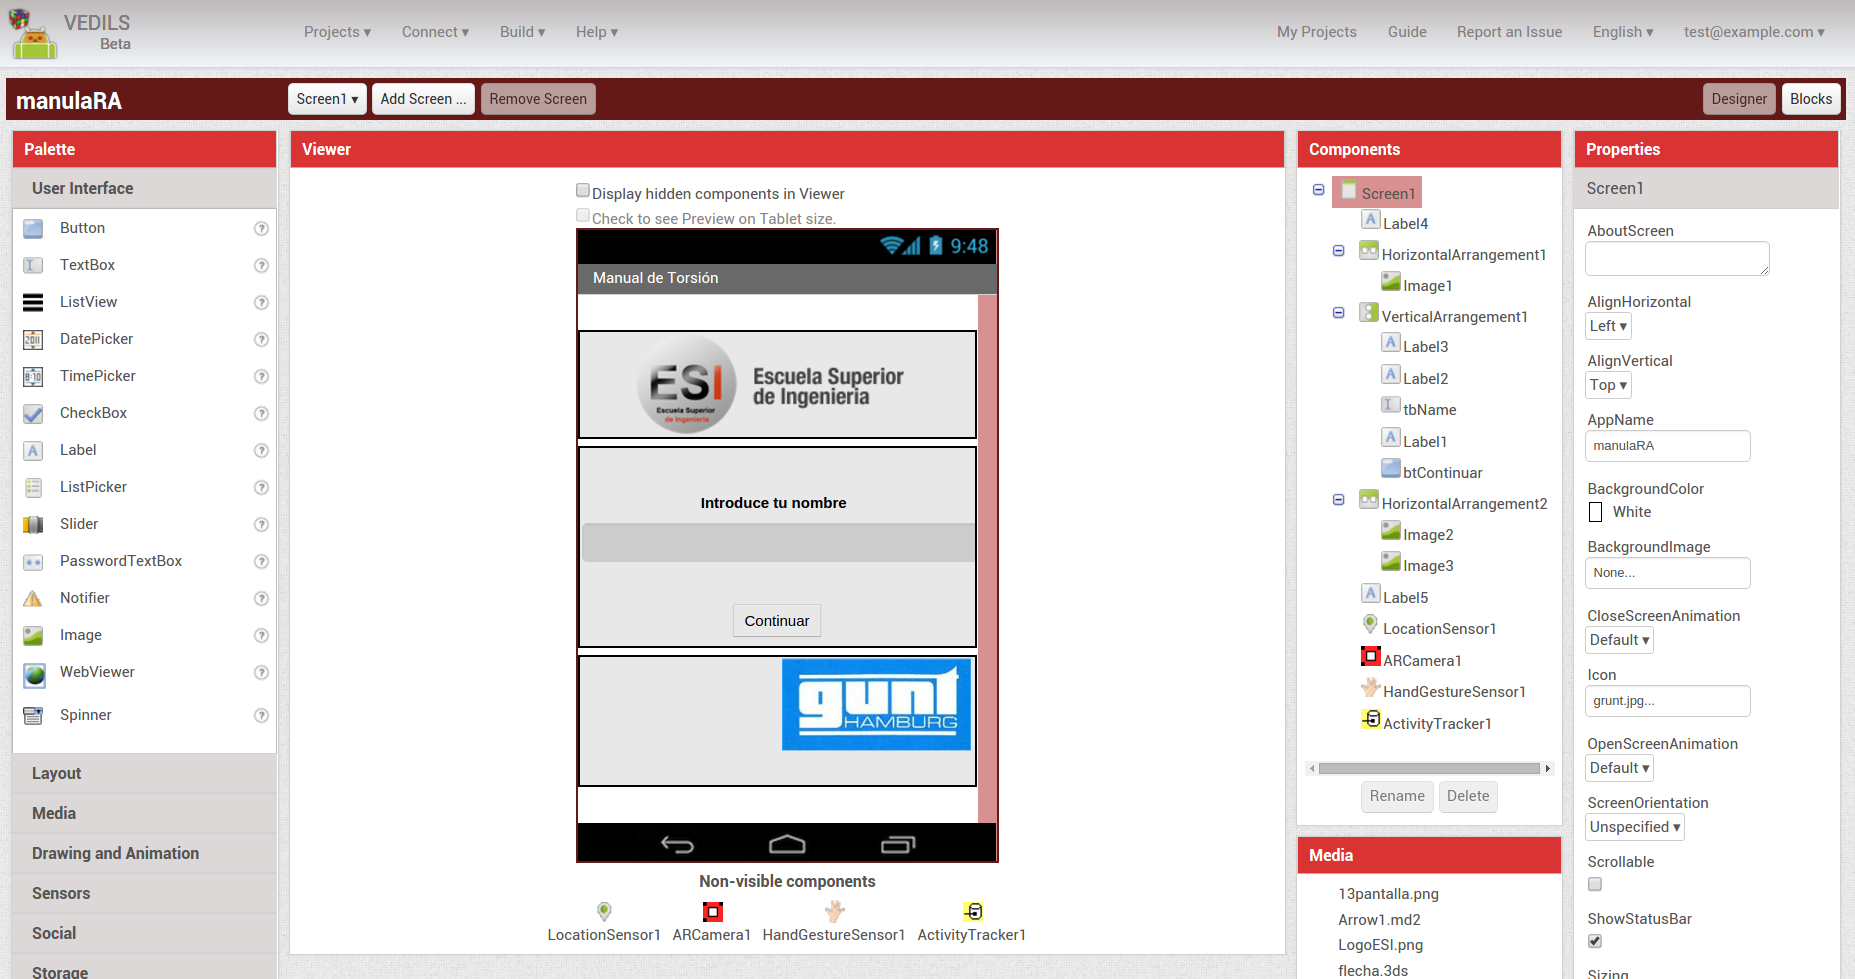 VEDILS
Beta
Projects ▾ Connect ▾ Build ▾ Help ▾
My Projects Guide Report an Issue English ▾ test@example.com ▾
manulaRA
Screen1 ▾ Add Screen ... Remove Screen
Designer Blocks
Palette
User Interface
Button ?
TextBox ?
ListView ?
DatePicker ?
TimePicker ?
CheckBox ?
Label ?
ListPicker ?
Slider ?
PasswordTextBox ?
Notifier ?
Image ?
WebViewer ?
Spinner ?
Layout
Media
Drawing and Animation
Sensors
Social
Storage
Viewer
Display hidden components in Viewer
Check to see Preview on Tablet size.
9:48
Manual de Torsión
ESI
Escuela Superior
de Ingenieria
Escuela Superior
de Ingenieria
Introduce tu nombre
Continuar
gunt
HAMBURG
Non-visible components
LocationSensor1 ARCamera1 HandGestureSensor1 ActivityTracker1
Components
Screen1
Label4
HorizontalArrangement1
Image1
VerticalArrangement1
Label3
Label2
tbName
Label1
btContinuar
HorizontalArrangement2
Image2
Image3
Label5
LocationSensor1
ARCamera1
HandGestureSensor1
ActivityTracker1
Rename Delete
Media
13pantalla.png
Arrow1.md2
LogoESI.png
flecha.3ds
Properties
Screen1
AboutScreen
AlignHorizontal
Left ▾
AlignVertical
Top ▾
AppName
manulaRA
BackgroundColor
White
BackgroundImage
None...
CloseScreenAnimation
Default ▾
Icon
grunt.jpg...
OpenScreenAnimation
Default ▾
ScreenOrientation
Unspecified ▾
Scrollable
ShowStatusBar
Sizing